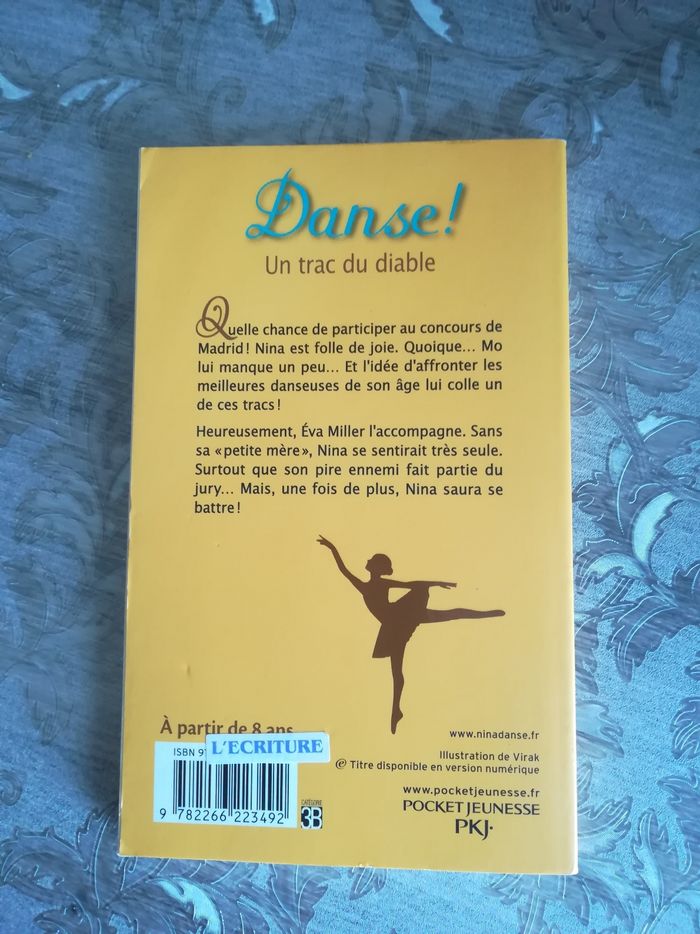 Danse!
Un trac du diable
Quelle chance de participer au concours de
Madrid! Nina est folle de joie. Quoique... Mo
lui manque un peu... Et l'idée d'affronter les
meilleures danseuses de son âge lui colle un
de ces tracs!
Heureusement, Éva Miller l'accompagne. Sans
sa «petite mère», Nina se sentirait très seule.
Surtout que son pire ennemi fait partie du
jury... Mais, une fois de plus, Nina saura se
battre!
À partir de 8 ans
ISBN 97
L'ECRITURE
9 782266 223492
CATÉGORIE
3B
www.ninadanse.fr
Illustration de Virak
Titre disponible en version numérique
www.pocketjeunesse.fr
POCKET JEUNESSE
PKJ.